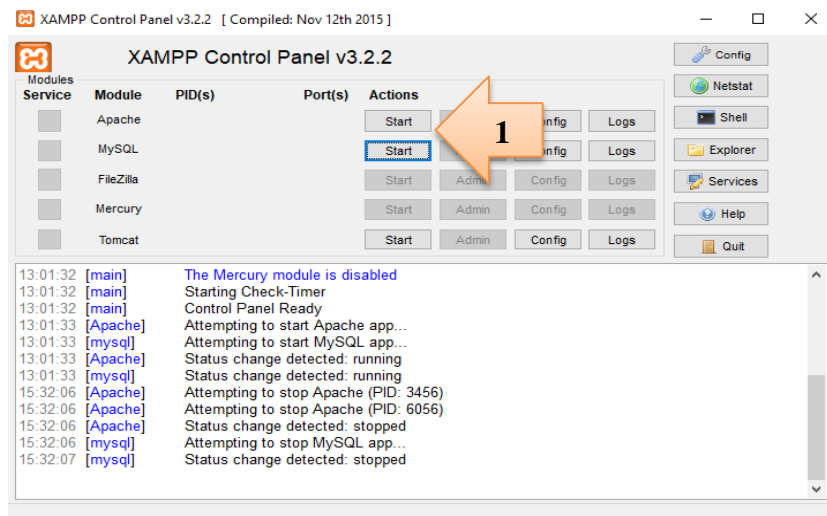 XAMPP Control Panel v3.2.2 [ Compiled: Nov 12th 2015 ]
XAMPP Control Panel v3.2.2
Config
Modules
Service Module PID(s) Port(s) Actions
Netstat
Apache Start Logs
Shell
1
MySQL Start Logs
Explorer
FileZilla Start Admin Config Logs
Services
Mercury Start Admin Config Logs
Help
Tomcat Start Admin Config Logs
Quit
13:01:32 [main] The Mercury module is disabled
13:01:32 [main] Starting Check-Timer
13:01:32 [main] Control Panel Ready
13:01:33 [Apache] Attempting to start Apache app...
13:01:33 [mysql] Attempting to start MySQL app...
13:01:33 [Apache] Status change detected: running
13:01:33 [mysql] Status change detected: running
15:32:06 [Apache] Attempting to stop Apache (PID: 3456)
15:32:06 [Apache] Attempting to stop Apache (PID: 6056)
15:32:06 [Apache] Status change detected: stopped
15:32:06 [mysql] Attempting to stop MySQL app...
15:32:07 [mysql] Status change detected: stopped